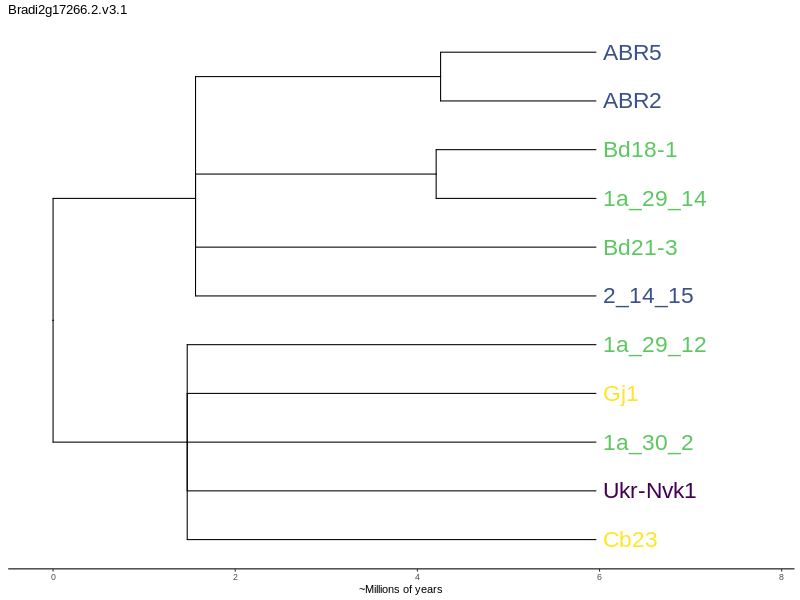 Bradi2g17266.2.v3.1
ABR5
ABR2
Bd18-1
1a_29_14
Bd21-3
2_14_15
1a_29_12
Gj1
1a_30_2
Ukr-Nvk1
Cb23
0 2 4 6 8
~Millions of years